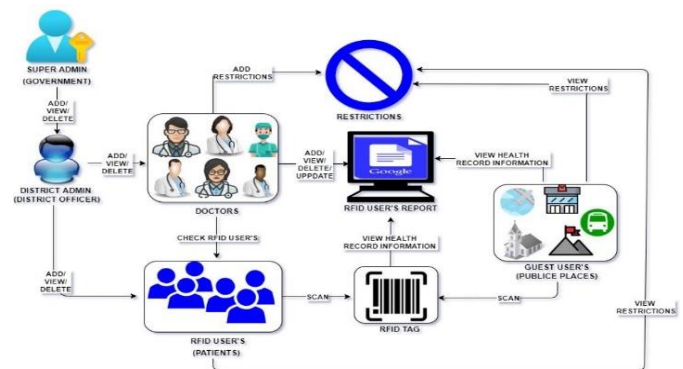 SUPER ADMIN
(GOVERNMENT)
ADD/
VIEW/
DELETE
DISTRICT ADMIN
(DISTRICT OFFICER)
ADD/
VIEW/
DELETE
ADD
RESTRICTIONS
DOCTORS
ADD/
VIEW/
DELETE/
UPPDATE
RESTRICTIONS
VIEW
RESTRICTIONS
Google
RFID USER'S REPORT
VIEW HEALTH
RECORD INFORMATION
GUEST USER'S
(PUBLICE PLACES)
CHECK RFID USER'S
VIEW HEALTH
RECORD INFORMATION
ADD/
VIEW/
DELETE
RFID USER'S
(PATIENTS)
SCAN
RFID TAG
SCAN
VIEW
RESTRICTIONS